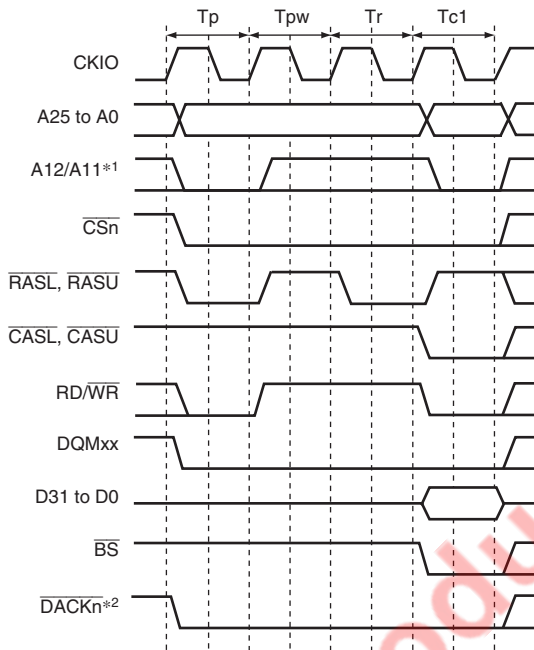 Tp Tpw Tr Tc1
CKIO
A25 to A0
A12/A11*1
CSn
RASL, RASU
CASL, CASU
RD/WR
DQMxx
D31 to D0
BS
DACKn*2